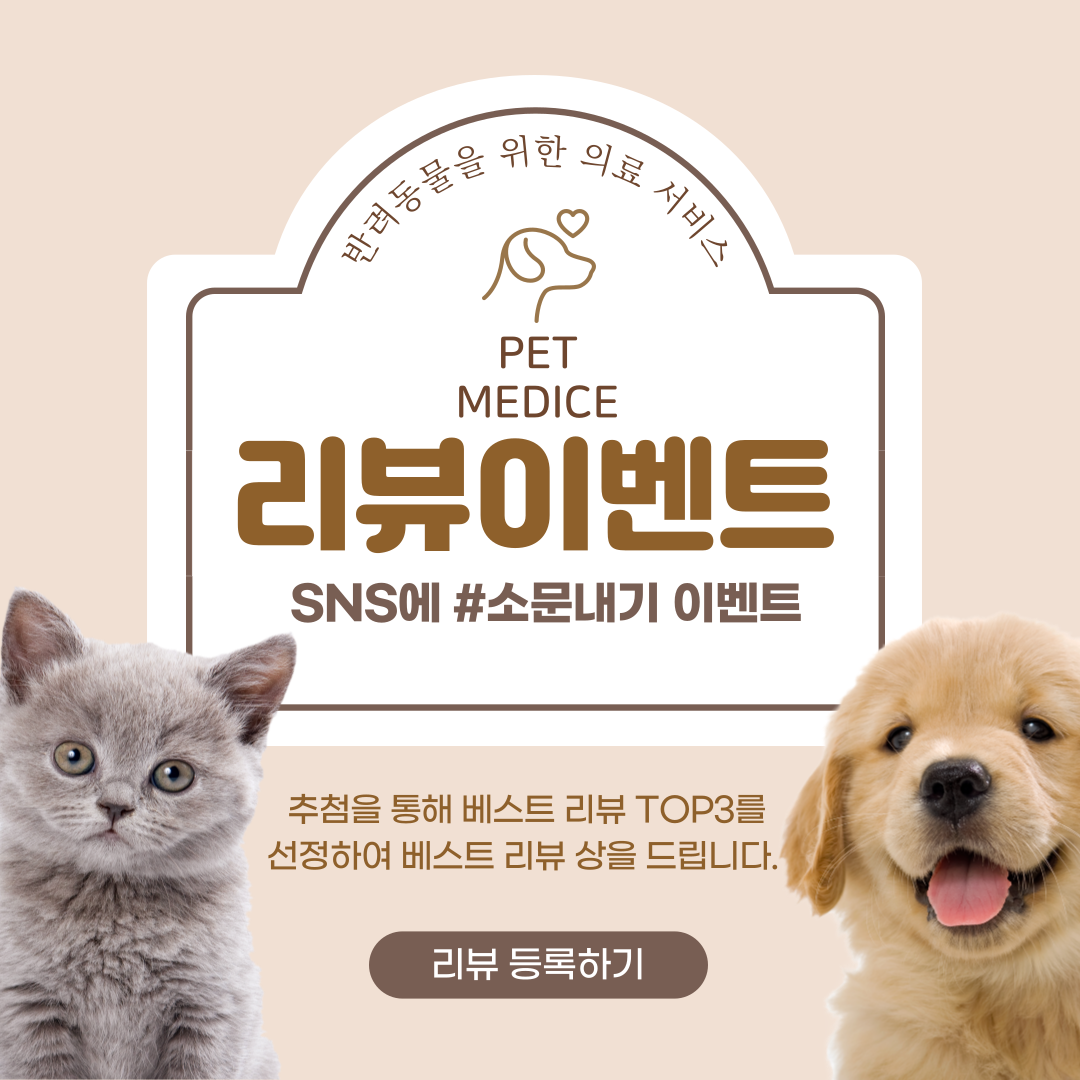 반려동물을 위한 의료 서비스
PET
MEDICE
리뷰이벤트
SNS에 #소문내기 이벤트
추첨을 통해 베스트 리뷰 TOP3를
선정하여 베스트 리뷰 상을 드립니다.
리뷰 등록하기